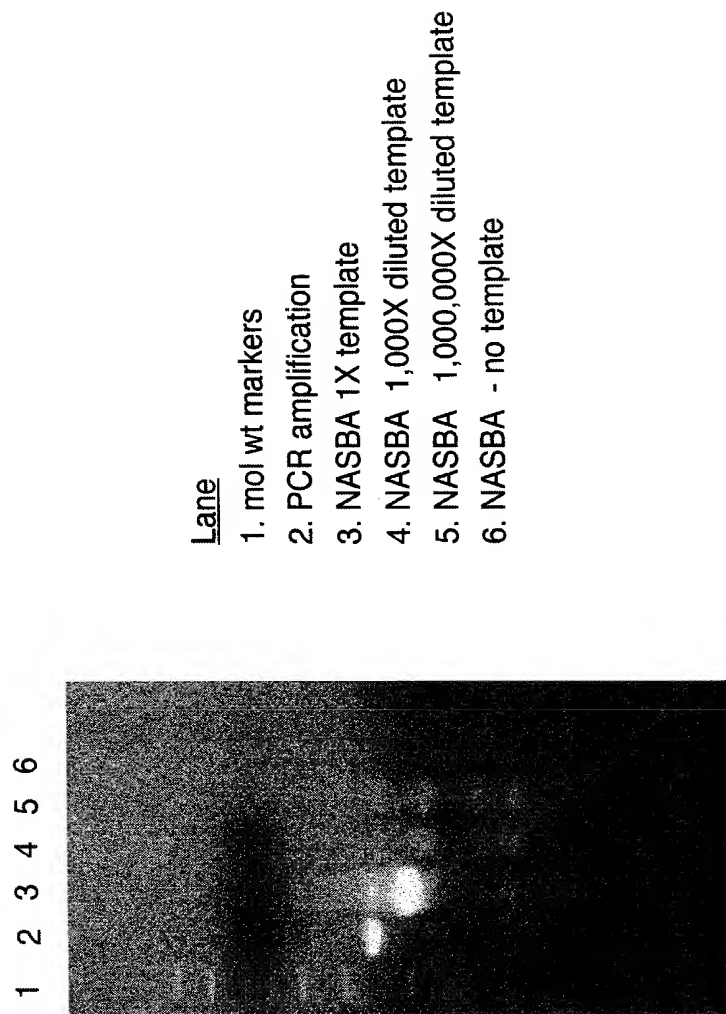 Lane
1. mol wt markers
2. PCR amplification
3. NASBA 1X template
4. NASBA 1,000X diluted template
5. NASBA 1,000,000X diluted template
6. NASBA - no template
1 2 3 4 5 6